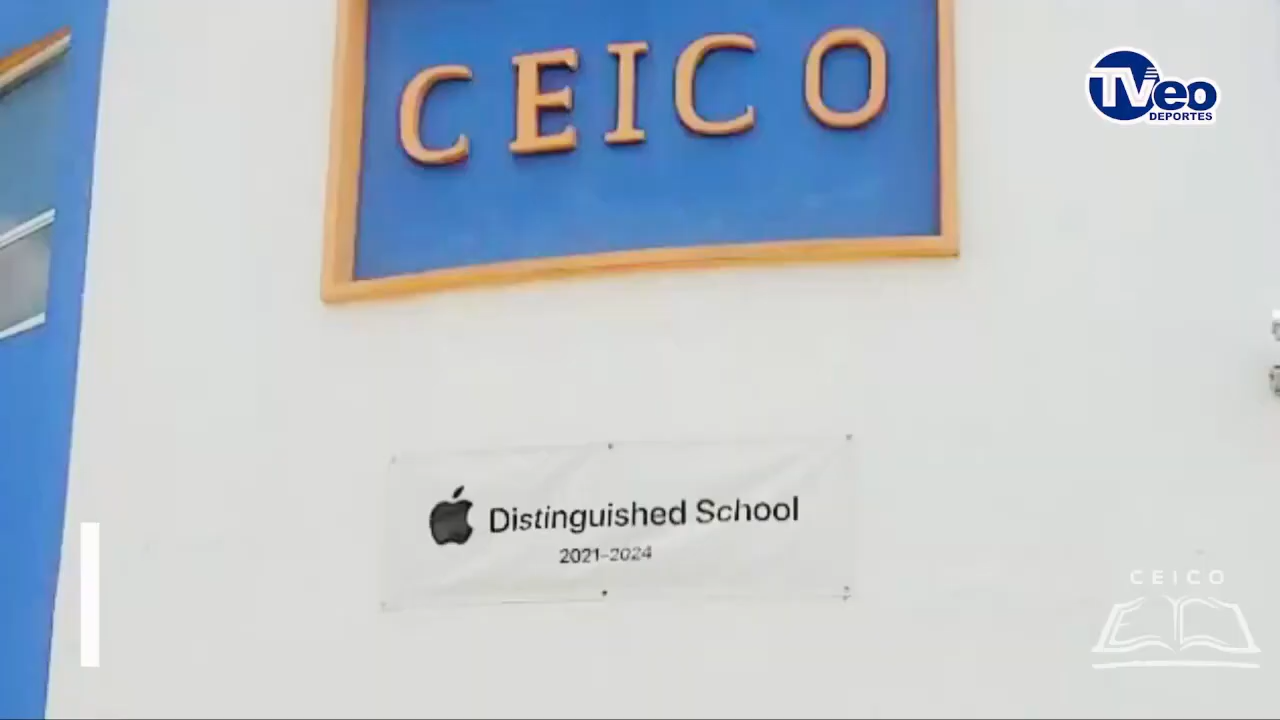 CEICO
TVeo
DEPORTES
Distinguished School
2021-2024
CEICO